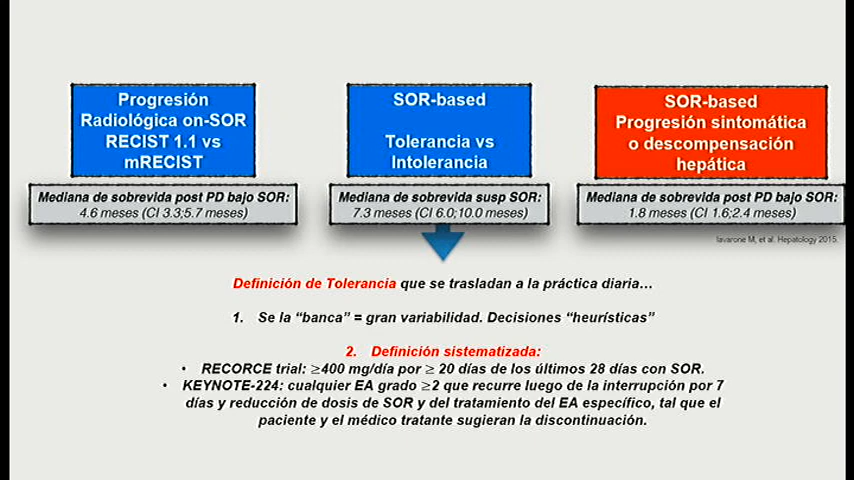 Progresión
Radiológica on-SOR
RECIST 1.1 vs
mRECIST
Mediana de sobrevida post PD bajo SOR:
4.6 meses (CI 3.3;5.7 meses)
SOR-based
Tolerancia vs
Intolerancia
Mediana de sobrevida susp SOR:
7.3 meses (CI 6.0;10.0 meses)
SOR-based
Progresión sintomática
o descompensación
hepática
Mediana de sobrevida post PD bajo SOR:
1.8 meses (CI 1.6;2.4 meses)
Iavarone M, et al. Hepatology 2015.
Definición de Tolerancia que se trasladan a la práctica diaria…
1. Se la “banca” = gran variabilidad. Decisiones “heurísticas”
2. Definición sistematizada:
• RECORCE trial: ≥400 mg/día por ≥ 20 días de los últimos 28 días con SOR.
• KEYNOTE-224: cualquier EA grado ≥2 que recurre luego de la interrupción por 7
días y reducción de dosis de SOR y del tratamiento del EA específico, tal que el
paciente y el médico tratante sugieran la discontinuación.